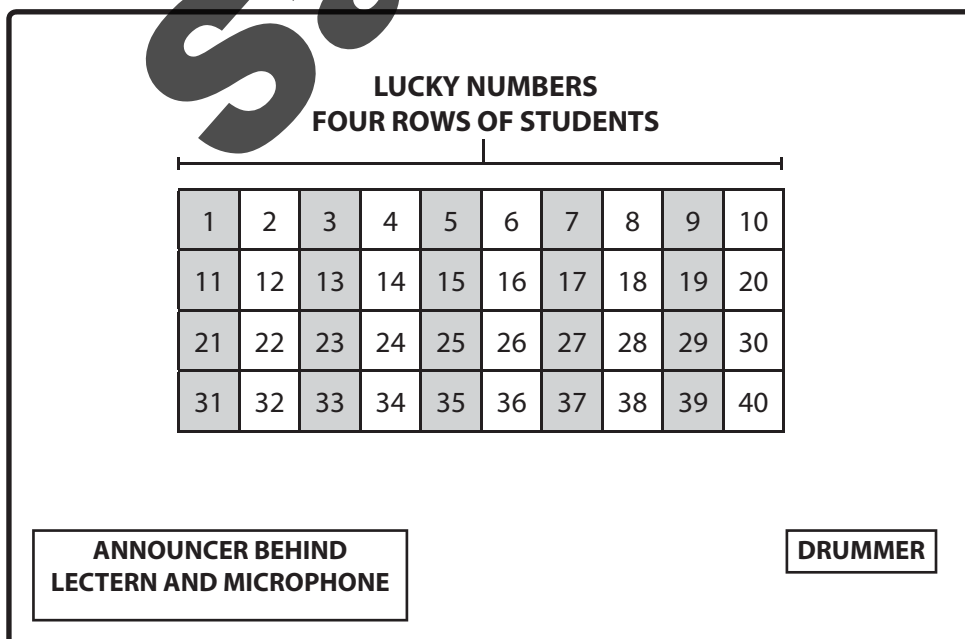 LUCKY NUMBERS
FOUR ROWS OF STUDENTS
1 2 3 4 5 6 7 8 9 10
11 12 13 14 15 16 17 18 19 20
21 22 23 24 25 26 27 28 29 30
31 32 33 34 35 36 37 38 39 40
ANNOUNCER BEHIND
LECTERN AND MICROPHONE
DRUMMER